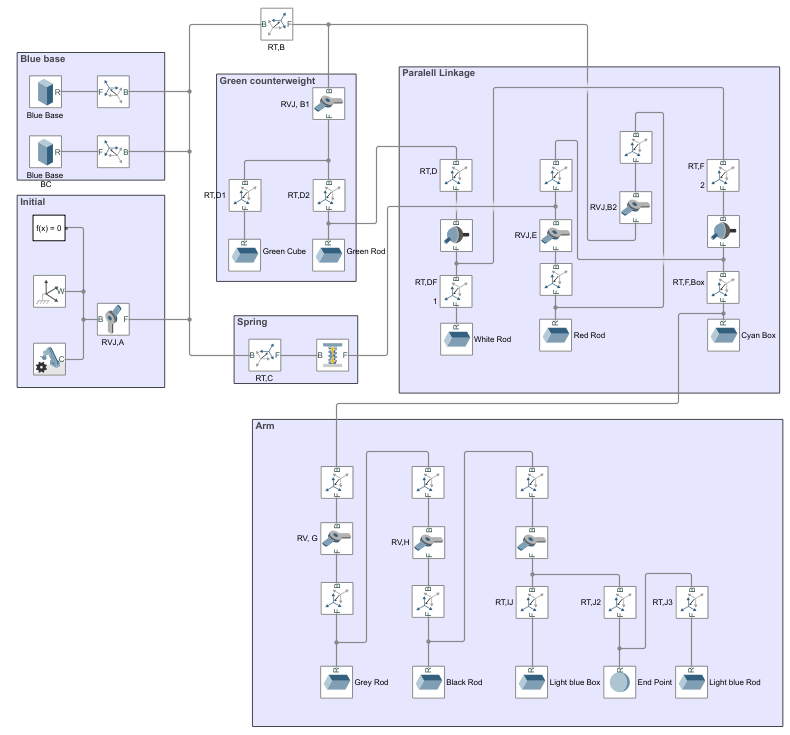 B F
RT,B
Blue base
R
F B
Blue Base
R
F B
Blue Base
BC
Initial
f(x) = 0
W
C
B F
RVJ,A
Green counterweight
RVJ, B1
B
F
RT,D1
B
F
RT,D2
B
F
R
Green Cube
R
Green Rod
Spring
B F
RT,C
B F
Paralell Linkage
RT,D
B
F
B
F
RT,DF
1
B
F
R
White Rod
B
F
RVJ,E
B
F
B
F
R
Red Rod
B
F
RVJ,B2
B
F
RT,F
2
B
F
B
F
RT,F,Box
B
F
R
Cyan Box
Arm
B
F
RV, G
B
F
B
F
R
Grey Rod
B
F
RV,H
B
F
B
F
R
Black Rod
B
F
B
F
RT,IJ
B
F
R
Light blue Box
RT,J2
B
F
R
End Point
RT,J3
B
F
R
Light blue Rod